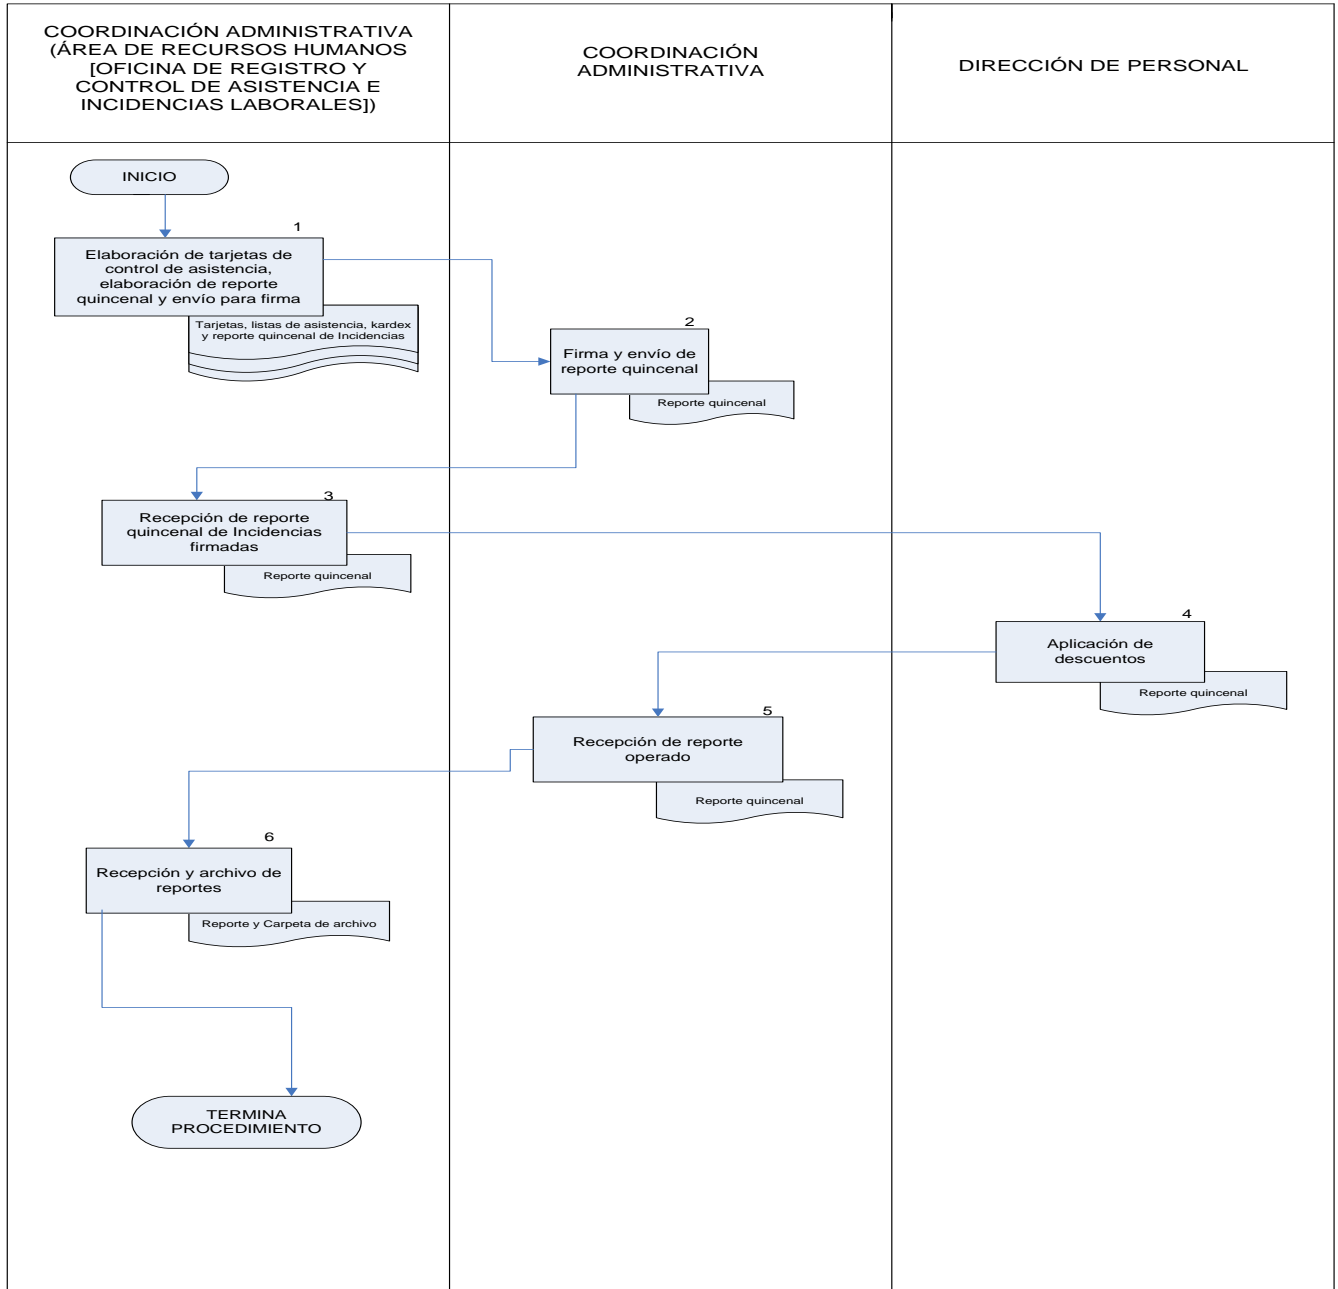 COORDINACIÓN ADMINISTRATIVA
(ÁREA DE RECURSOS HUMANOS
[OFICINA DE REGISTRO Y
CONTROL DE ASISTENCIA E
INCIDENCIAS LABORALES])
COORDINACIÓN
ADMINISTRATIVA
DIRECCIÓN DE PERSONAL
INICIO
1
Elaboración de tarjetas de
control de asistencia,
elaboración de reporte
quincenal y envío para firma
Tarjetas, listas de asistencia, kardex
y reporte quincenal de Incidencias
2
Firma y envío de
reporte quincenal
Reporte quincenal
3
Recepción de reporte
quincenal de Incidencias
firmadas
Reporte quincenal
4
Aplicación de
descuentos
Reporte quincenal
5
Recepción de reporte
operado
Reporte quincenal
6
Recepción y archivo de
reportes
Reporte y Carpeta de archivo
TERMINA
PROCEDIMIENTO